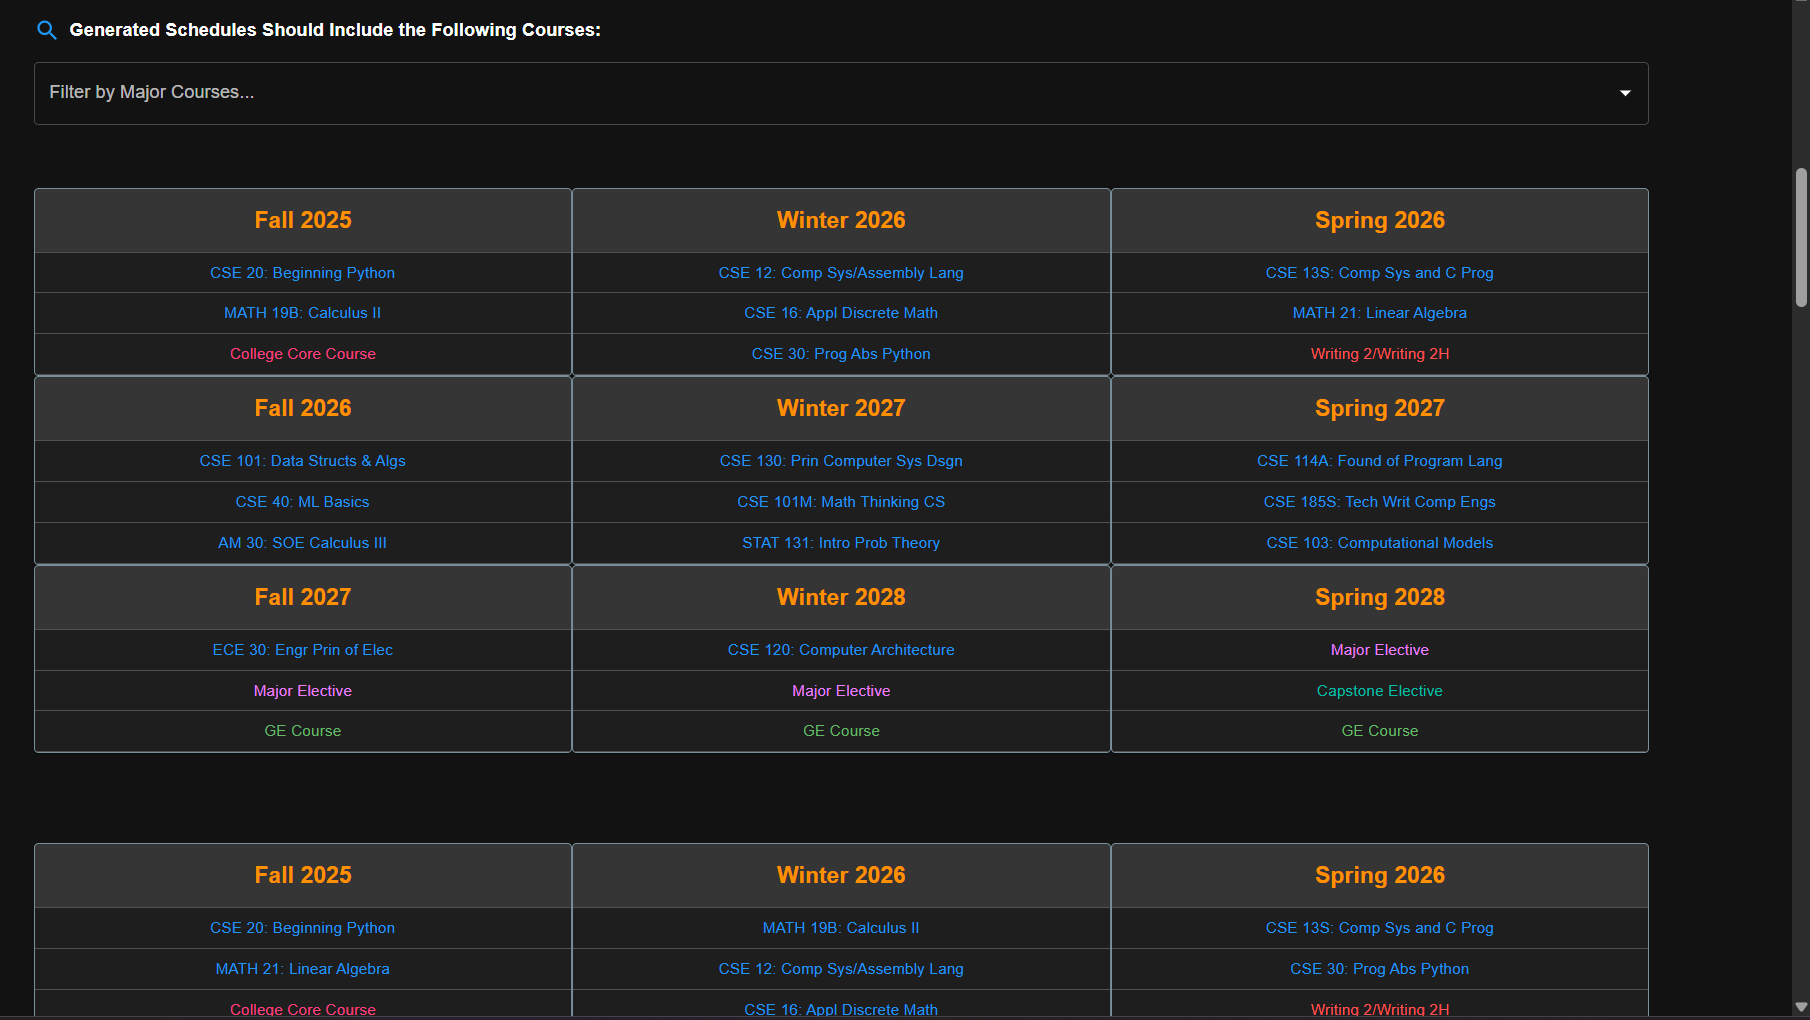 Generated Schedules Should Include the Following Courses:
Filter by Major Courses...
Fall 2025 Winter 2026 Spring 2026
CSE 20: Beginning Python CSE 12: Comp Sys/Assembly Lang CSE 13S: Comp Sys and C Prog
MATH 19B: Calculus II CSE 16: Appl Discrete Math MATH 21: Linear Algebra
College Core Course CSE 30: Prog Abs Python Writing 2/Writing 2H
Fall 2026 Winter 2027 Spring 2027
CSE 101: Data Structs & Algs CSE 130: Prin Computer Sys Dsgn CSE 114A: Found of Program Lang
CSE 40: ML Basics CSE 101M: Math Thinking CS CSE 185S: Tech Writ Comp Engs
AM 30: SOE Calculus III STAT 131: Intro Prob Theory CSE 103: Computational Models
Fall 2027 Winter 2028 Spring 2028
ECE 30: Engr Prin of Elec CSE 120: Computer Architecture Major Elective
Major Elective Major Elective Capstone Elective
GE Course GE Course GE Course
Fall 2025 Winter 2026 Spring 2026
CSE 20: Beginning Python MATH 19B: Calculus II CSE 13S: Comp Sys and C Prog
MATH 21: Linear Algebra CSE 12: Comp Sys/Assembly Lang CSE 30: Prog Abs Python
College Core Course CSE 16: Appl Discrete Math Writing 2/Writing 2H